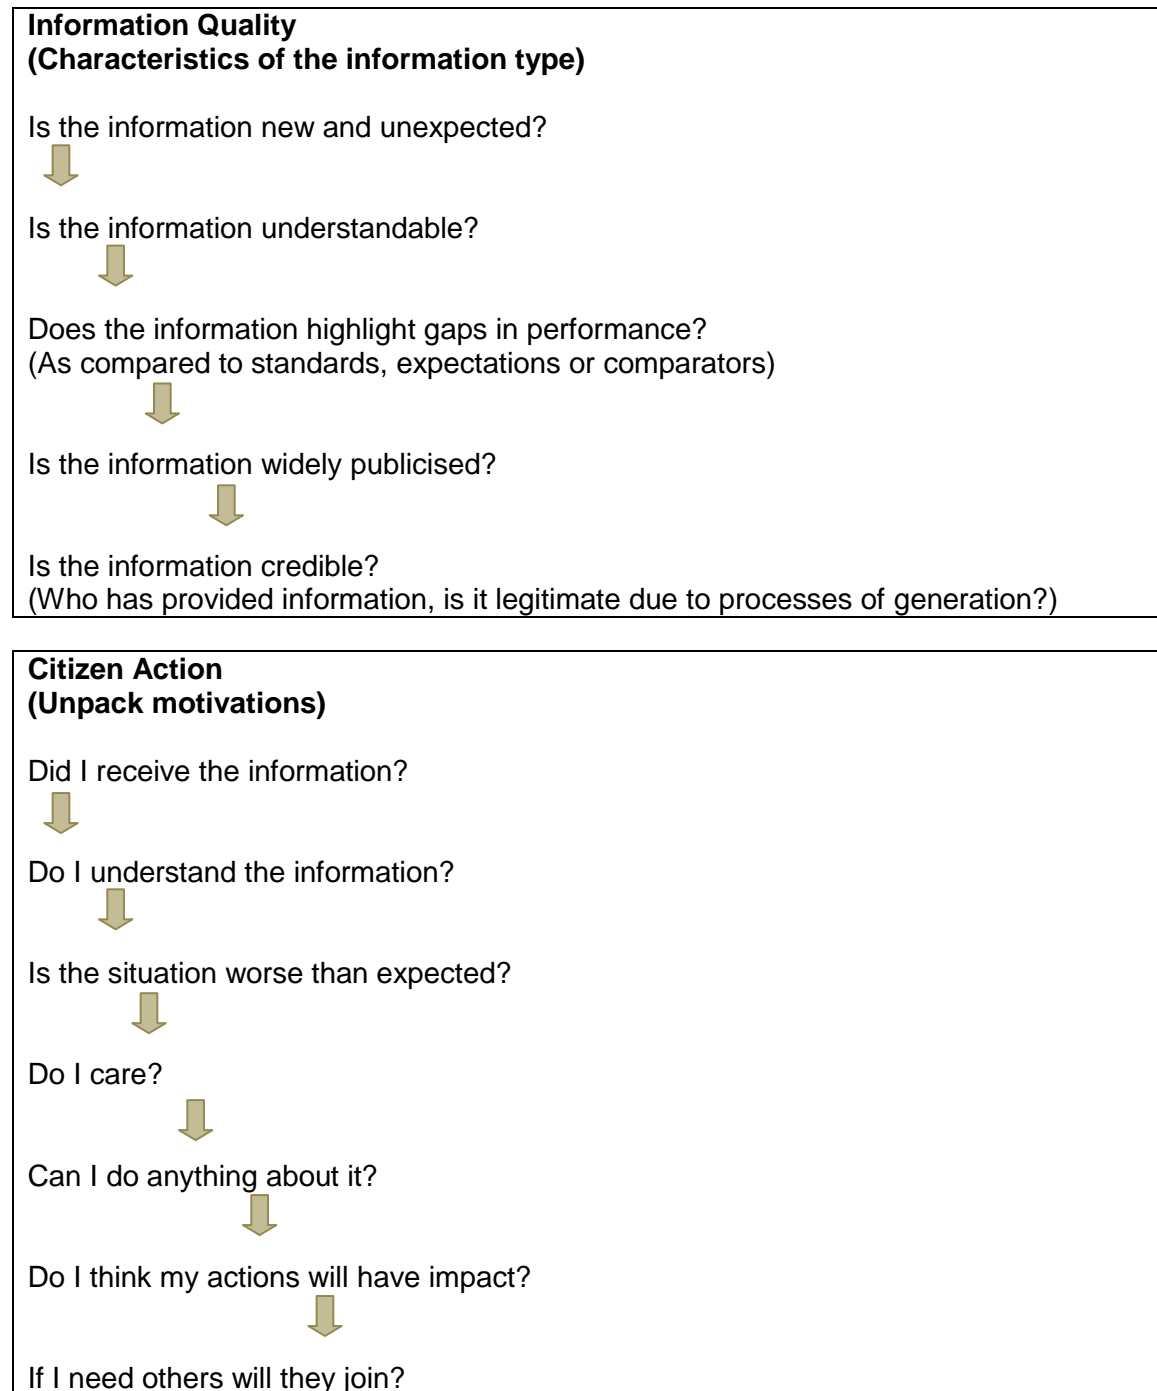 Information Quality
(Characteristics of the information type)
Is the information new and unexpected?
Is the information understandable?
Does the information highlight gaps in performance?
(As compared to standards, expectations or comparators)
Is the information widely publicised?
Is the information credible?
(Who has provided information, is it legitimate due to processes of generation?)
Citizen Action
(Unpack motivations)
Did I receive the information?
Do I understand the information?
Is the situation worse than expected?
Do I care?
Can I do anything about it?
Do I think my actions will have impact?
If I need others will they join?